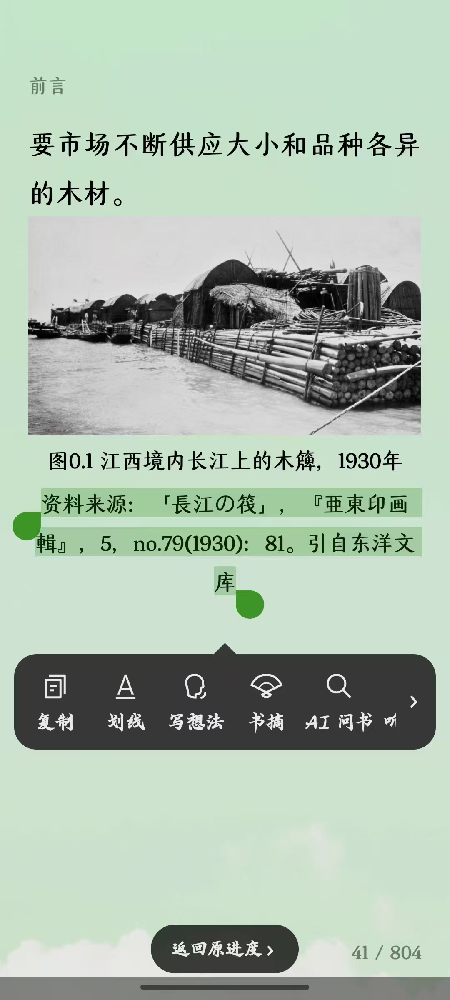 前言
要市场不断供应大小和品种各异
的木材。
图0.1 江西境内长江上的木簰，1930年
资料来源：「長江の筏」，『亜東印画
輯』，5，no.79(1930)：81。引自东洋文
库
复制 划线 写想法 书摘 AI 问书 听
返回原进度 ›
41 / 804